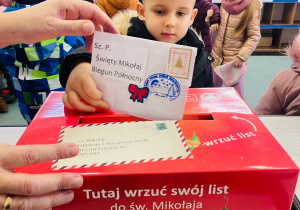 Sz. P.
Święty Mikołaj
Biegun Północny
wrzuć list
Tutaj wrzuć swój list
do św. Mikołaja